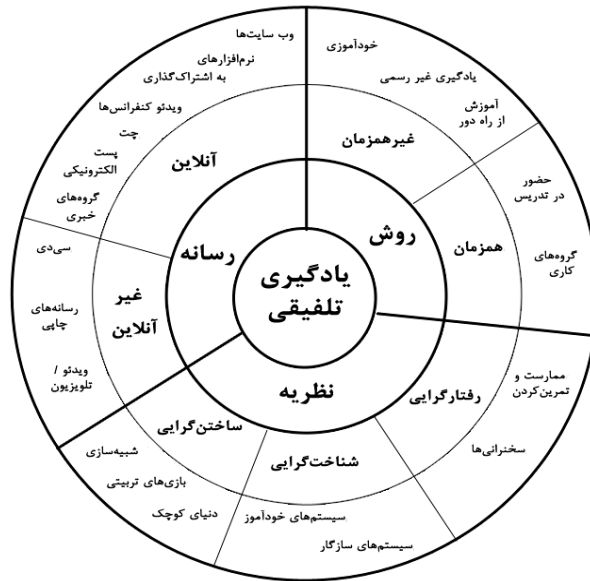 یادگیری
تلفیقی
روش
غیرهمزمان
خودآموزی
یادگیری غیر رسمی
آموزش
از راه دور
همزمان
حضور
در تدریس
گروه‌های
کاری
نظریه
رفتارگرایی
ممارست و
تمرین‌کردن
سخنرانی‌ها
شناخت‌گرایی
سیستم‌های خودآموز
سیستم‌های سازگار
ساختن‌گرایی
شبیه‌سازی
بازی‌های تربیتی
دنیای کوچک
رسانه
غیر
آنلاین
سی‌دی
رسانه‌های
چاپی
ویدئو /
تلویزیون
آنلاین
وب سایت‌ها
نرم‌افزارهای
به اشتراک‌گذاری
ویدئو کنفرانس‌ها
چت
پست
الکترونیکی
گروه‌های
خبری